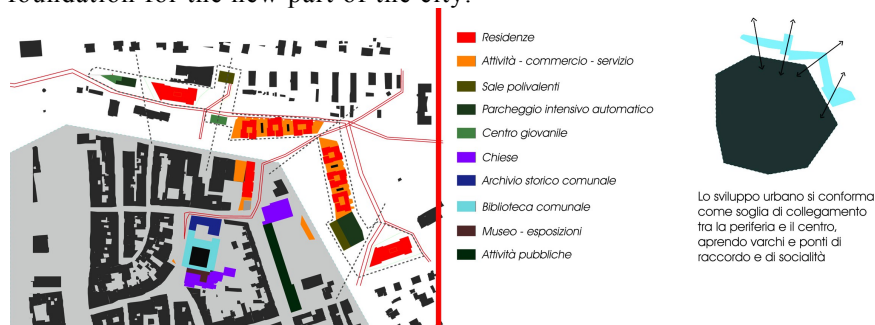 foundation for the new part of the city.
Residenze
Attività - commercio - servizio
Sale polivalenti
Parcheggio intensivo automatico
Centro giovanile
Chiese
Archivio storico comunale
Biblioteca comunale
Museo - esposizioni
Attività pubbliche
Lo sviluppo urbano si conforma
come soglia di collegamento
tra la periferia e il centro,
aprendo varchi e ponti di
raccordo e di socialità